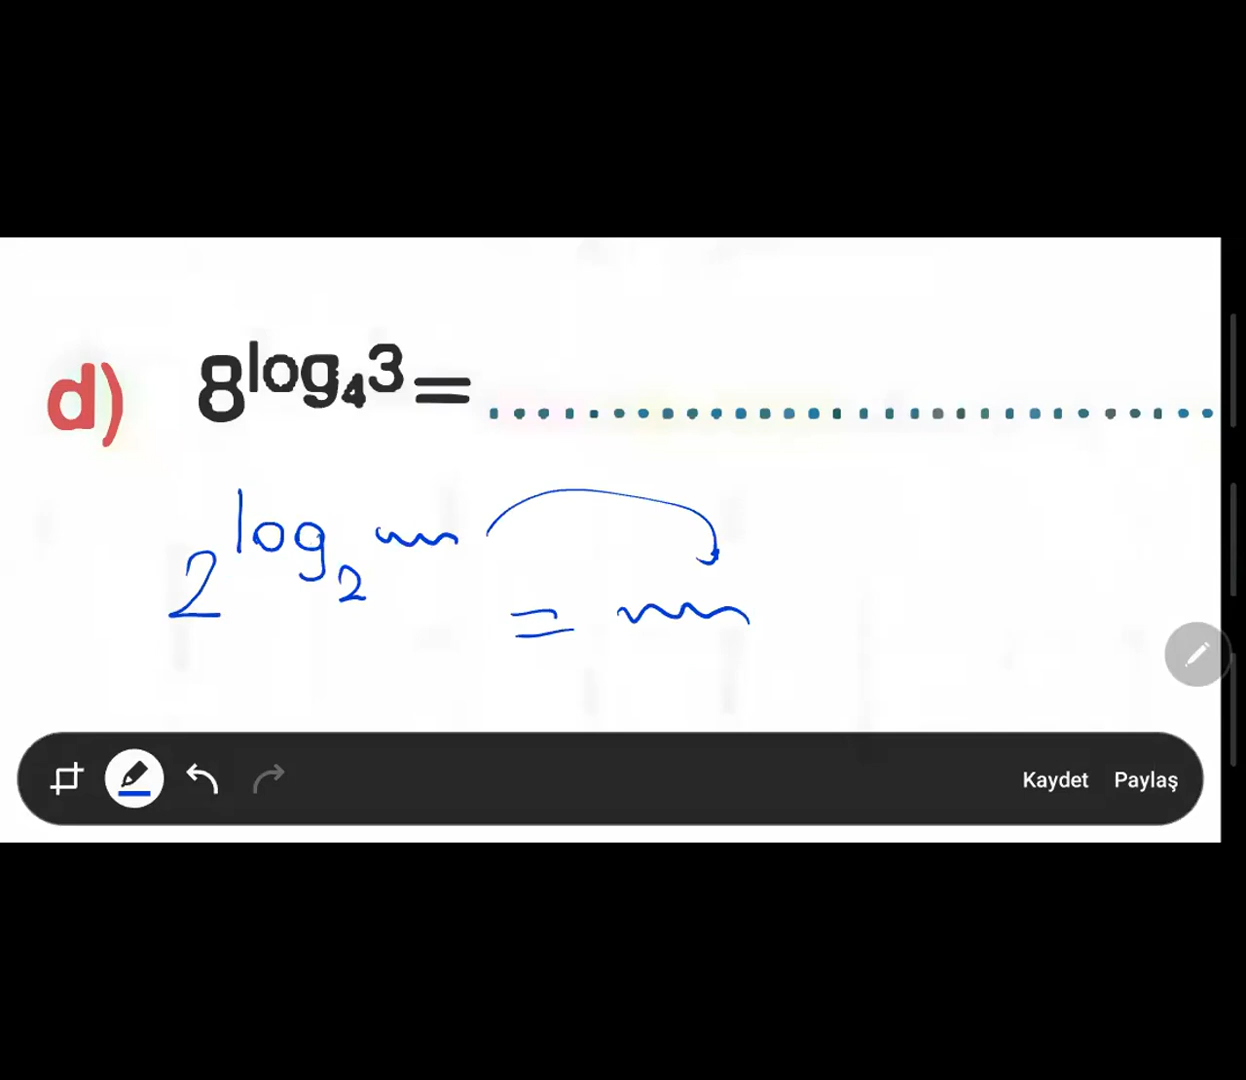 d) 8^log₄3 = ........................
2^log₂
=
Kaydet Paylaş